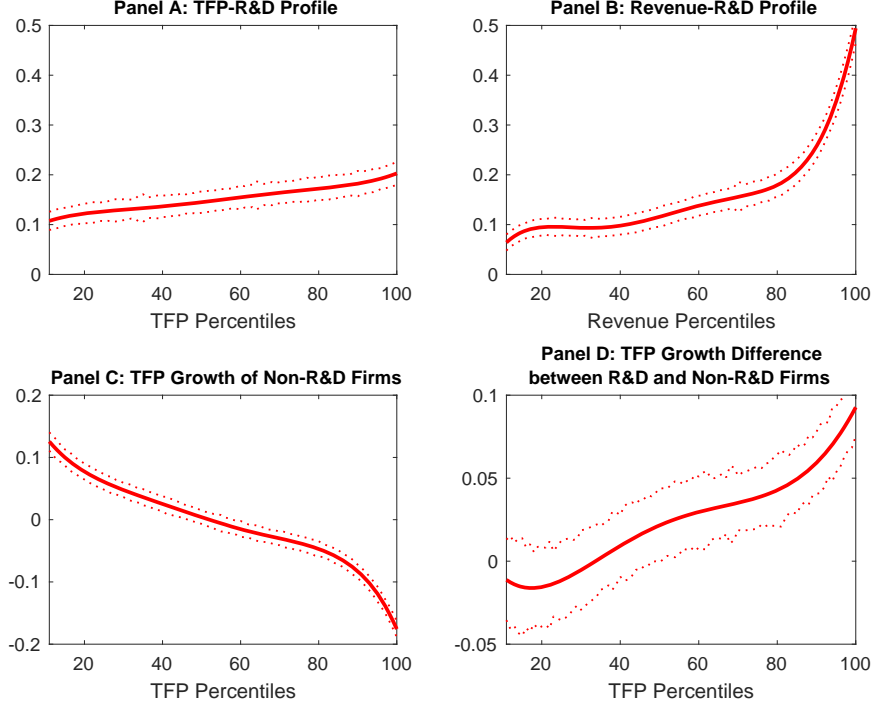 Panel A: TFP-R&D Profile
0.5
0.4
0.3
0.2
0.1
0
20 40 60 80 100
TFP Percentiles
Panel B: Revenue-R&D Profile
0.5
0.4
0.3
0.2
0.1
0
20 40 60 80 100
Revenue Percentiles
Panel C: TFP Growth of Non-R&D Firms
0.2
0.1
0
-0.1
-0.2
20 40 60 80 100
TFP Percentiles
Panel D: TFP Growth Difference
between R&D and Non-R&D Firms
0.1
0.05
0
-0.05
20 40 60 80 100
TFP Percentiles